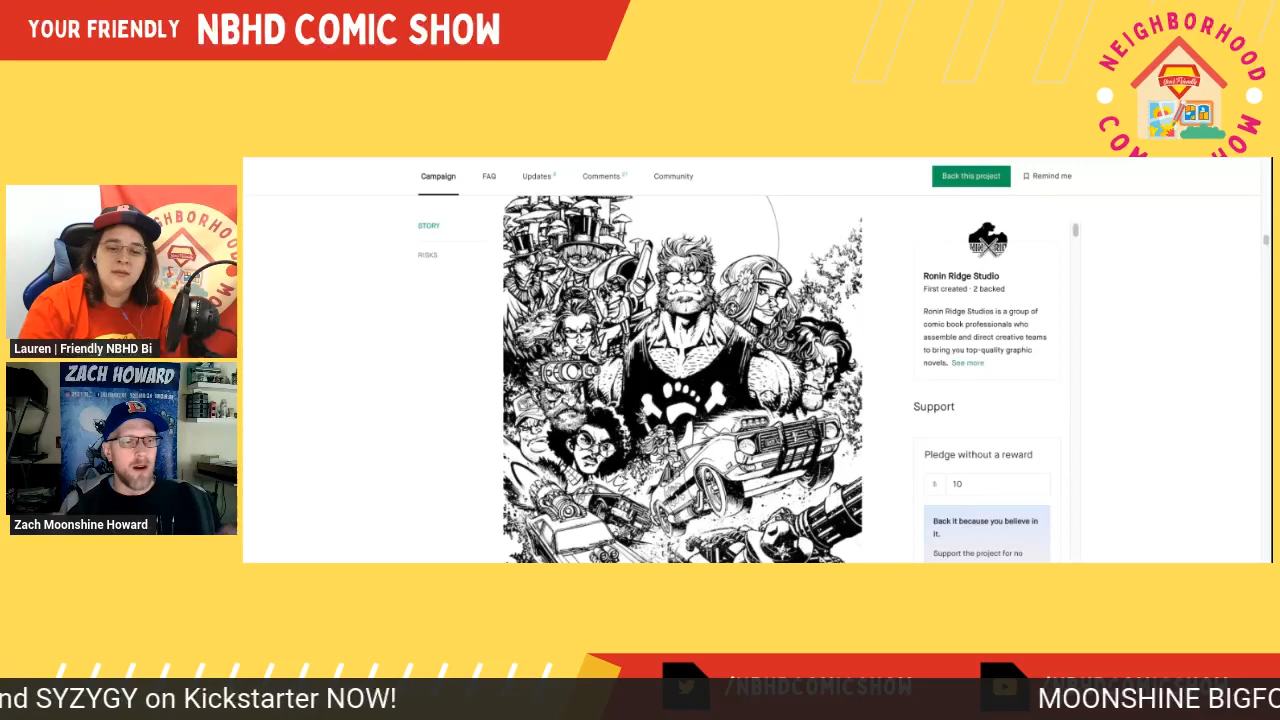 YOUR FRIENDLY NBHD COMIC SHOW
NEIGHBORHOOD
Your Friendly
Campaign FAQ Updates Comments Community
Back this project Remind me
STORY
RISKS
Ronin Ridge Studio
First created · 2 backed
Ronin Ridge Studios is a group of
comic book professionals who
assemble and direct creative teams
to bring you top-quality graphic
novels. See more
Support
Pledge without a reward
$ 10
Back it because you believe in
it.
Support the project for no
Lauren | Friendly NBHD Bi
ZACH HOWARD
Zach Moonshine Howard
/NBHDCOMICSHOW
/NBHDCOMICSHOW
nd SYZYGY on Kickstarter NOW!
MOONSHINE BIGFO